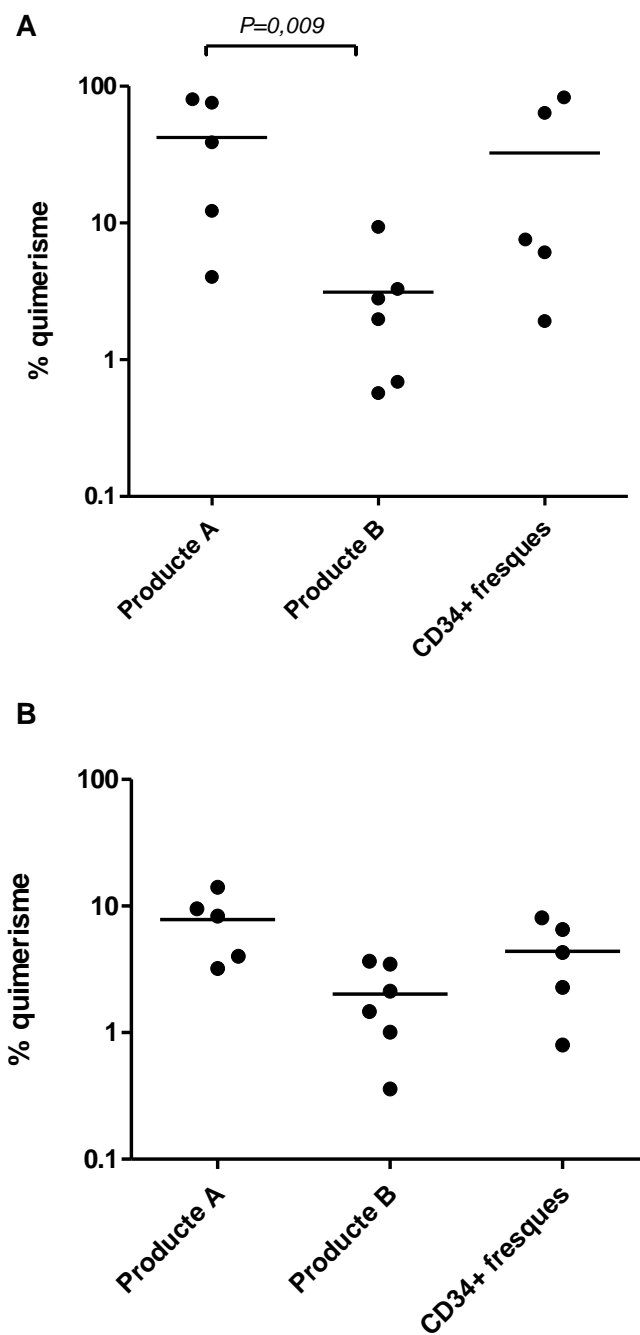 A
P=0,009
% quimerisme
100
10
1
0.1
Producte A
Producte B
CD34+ fresques
B
% quimerisme
100
10
1
0.1
Producte A
Producte B
CD34+ fresques